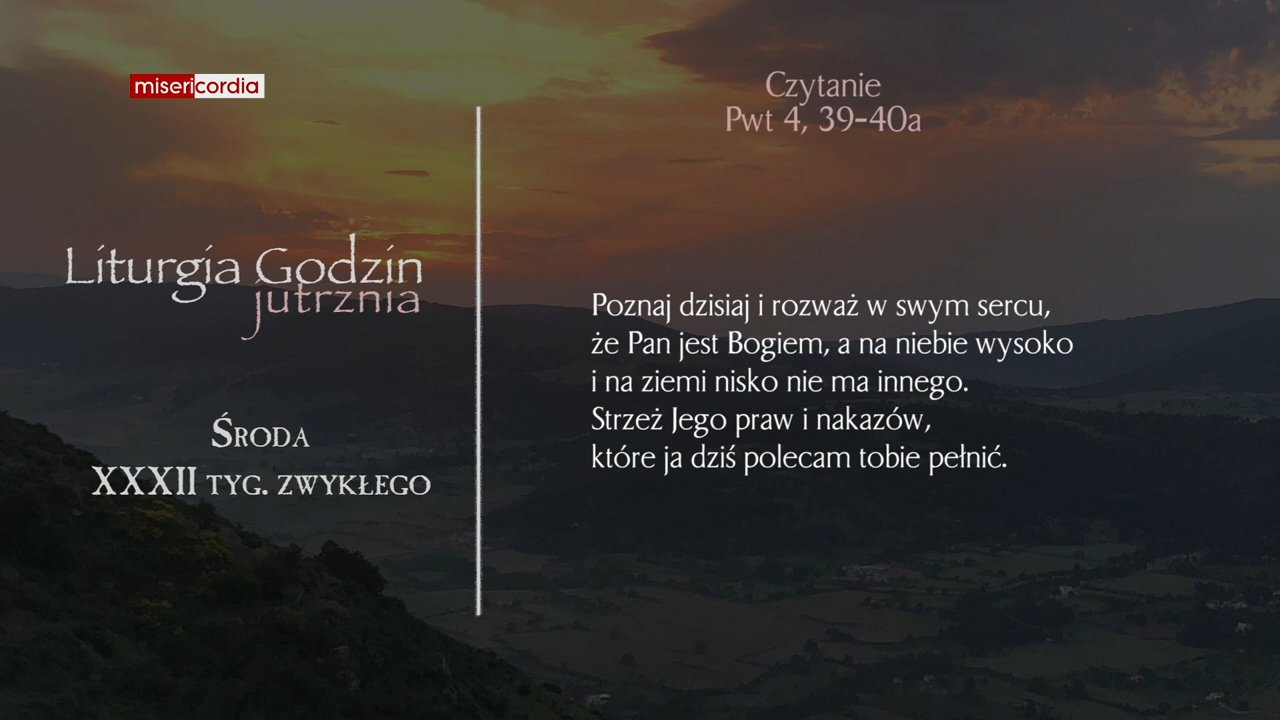 misericordia
Liturgia Godzin
jutrznia
Środa
XXXII tyg. zwykłego
Czytanie
Pwt 4, 39-40a
Poznaj dzisiaj i rozważ w swym sercu,
że Pan jest Bogiem, a na niebie wysoko
i na ziemi nisko nie ma innego.
Strzeż Jego praw i nakazów,
które ja dziś polecam tobie pełnić.